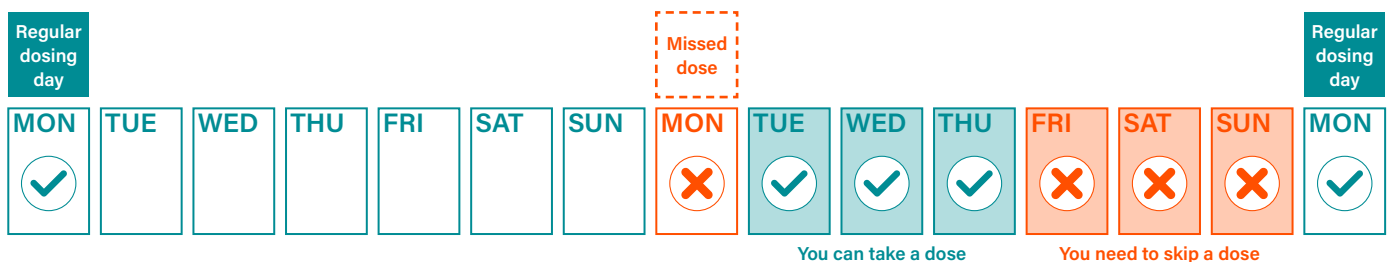 Regular
dosing
day
Missed
dose
Regular
dosing
day
MON TUE WED THU FRI SAT SUN MON TUE WED THU FRI SAT SUN MON
You can take a dose
You need to skip a dose